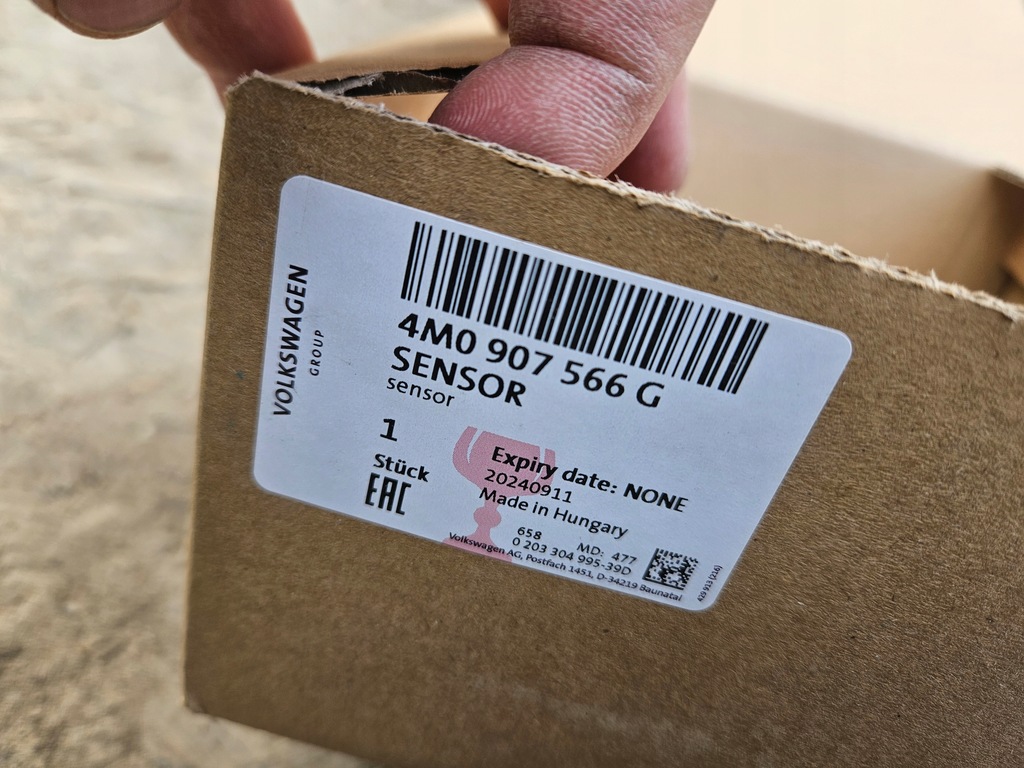 VOLKSWAGEN
GROUP
4M0 907 566 G
SENSOR
sensor
1
Stück
EAC
Expiry date: NONE
20240911
Made in Hungary
658 MD: 477
0 203 304 995-39D
Volkswagen AG, Postfach 1451, D-34219 Baunatal